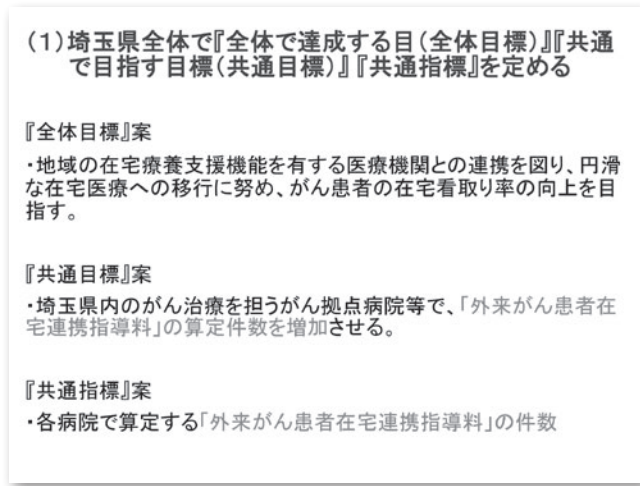 (1)埼玉県全体で『全体で達成する目(全体目標)』『共通
で目指す目標(共通目標)』『共通指標』を定める
『全体目標』案
・地域の在宅療養支援機能を有する医療機関との連携を図り、円滑
な在宅医療への移行に努め、がん患者の在宅看取り率の向上を目
指す。
『共通目標』案
・埼玉県内のがん治療を担うがん拠点病院等で、「外来がん患者在
宅連携指導料」の算定件数を増加させる。
『共通指標』案
・各病院で算定する「外来がん患者在宅連携指導料」の件数